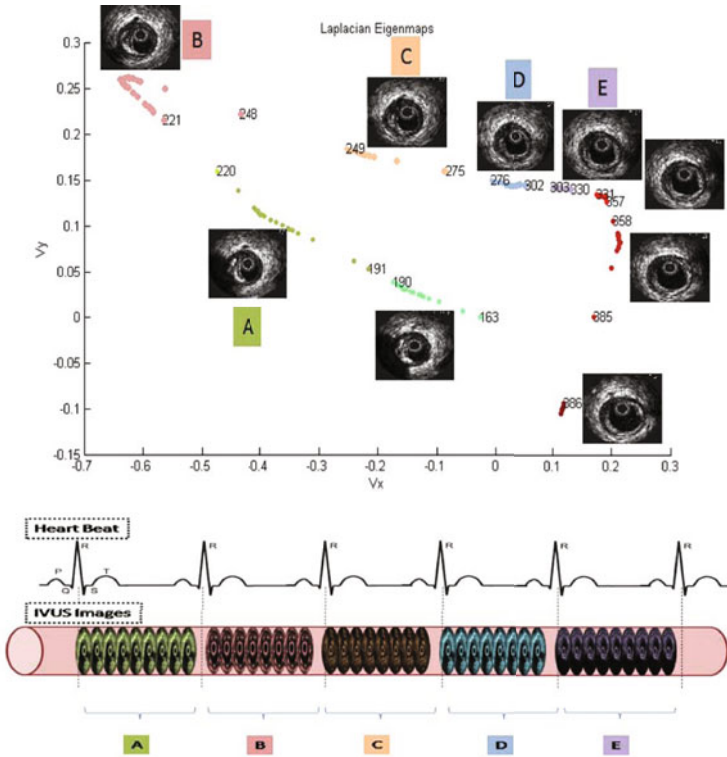 Laplacian Eigenmaps
B
C
D
E
A
0.3
0.25
0.2
0.15
0.1
0.05
0
-0.05
-0.1
-0.15
Vy
221
248
220
249
275
276
302
303
330
331
357
358
191
190
163
385
386
-0.7
-0.6
-0.5
-0.4
-0.3
-0.2
-0.1
0
0.1
0.2
0.3
Vx
Heart Beat
P
Q
R
S
T
R
R
R
R
R
IVUS Images
A
B
C
D
E